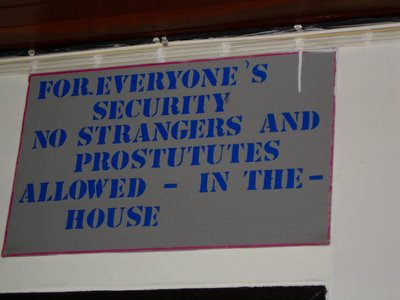 FOR.EVERYONE'S
SECURITY
NO STRANGERS AND
PROSTUTUTES
ALLOWED - IN THE-
HOUSE